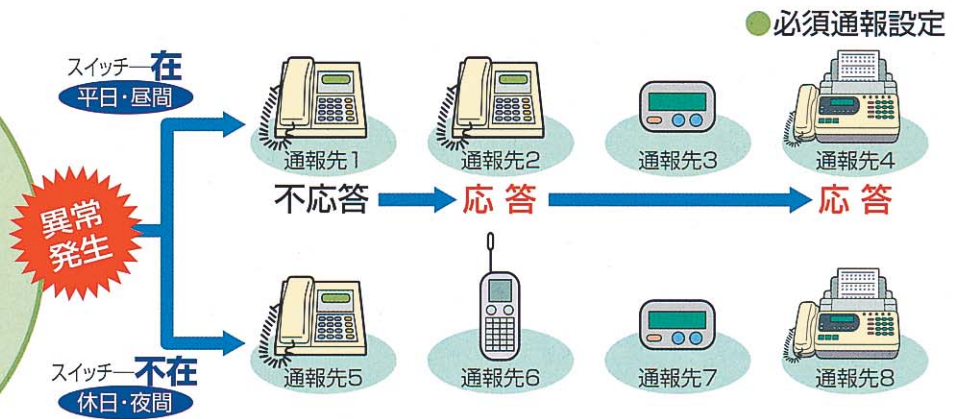 ●必須通報設定
スイッチ―在
平日・昼間
通報先1
通報先2
通報先3
通報先4
不応答
応答
応答
異常
発生
通報先5
通報先6
通報先7
通報先8
スイッチ―不在
休日・夜間